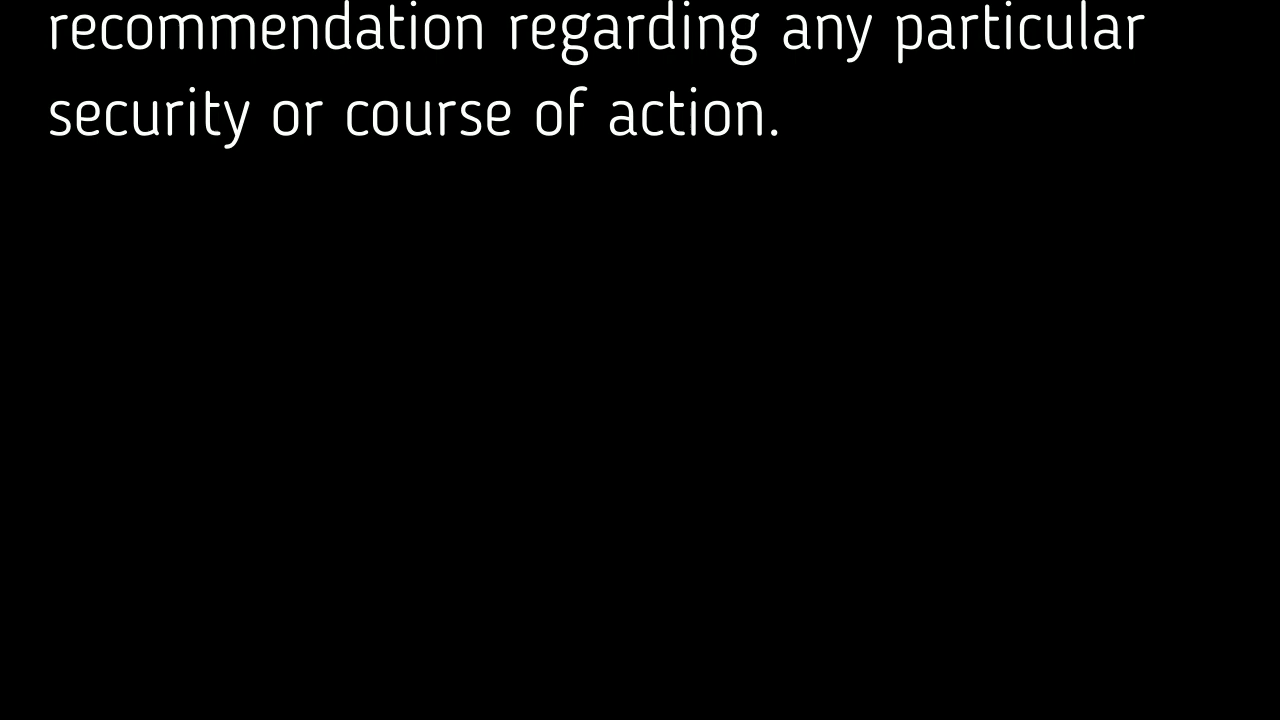 recommendation regarding any particular
security or course of action.